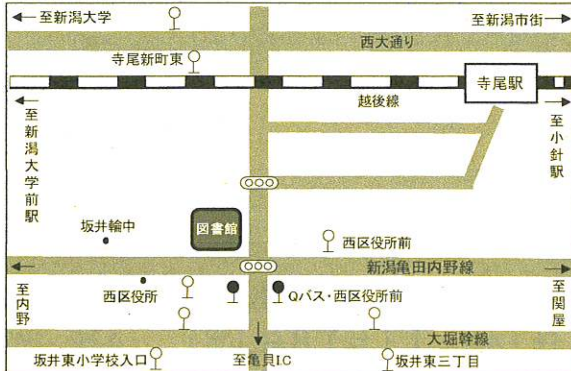 至新潟大学
至新潟市街
西大通り
寺尾新町東
寺尾駅
越後線
至新潟大学前駅
至小針駅
坂井輪中
図書館
西区役所前
新潟亀田内野線
至内野
西区役所
Qバス・西区役所前
至関屋
大堀幹線
坂井東小学校入口
至亀貝I.C
坂井東三丁目